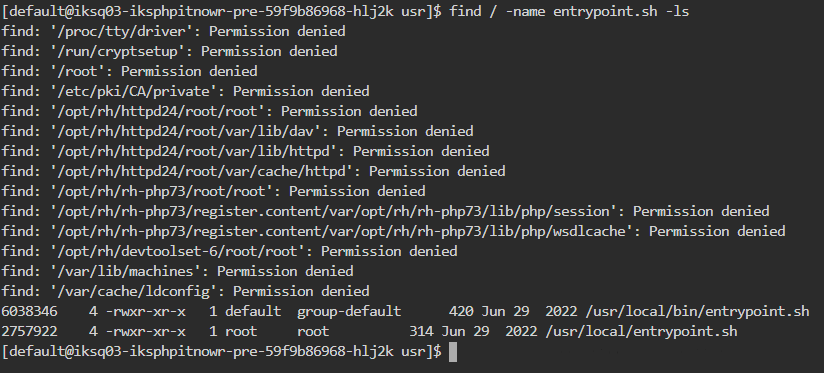 [default@iksq03-iksphpitnowr-pre-59f9b86968-hlj2k usr]$ find / -name entrypoint.sh -ls
find: '/proc/tty/driver': Permission denied
find: '/run/cryptsetup': Permission denied
find: '/root': Permission denied
find: '/etc/pki/CA/private': Permission denied
find: '/opt/rh/httpd24/root/root': Permission denied
find: '/opt/rh/httpd24/root/var/lib/dav': Permission denied
find: '/opt/rh/httpd24/root/var/lib/httpd': Permission denied
find: '/opt/rh/httpd24/root/var/cache/httpd': Permission denied
find: '/opt/rh/rh-php73/root/root': Permission denied
find: '/opt/rh/rh-php73/register.content/var/opt/rh/rh-php73/lib/php/session': Permission denied
find: '/opt/rh/rh-php73/register.content/var/opt/rh/rh-php73/lib/php/wsdlcache': Permission denied
find: '/opt/rh/devtoolset-6/root/root': Permission denied
find: '/var/lib/machines': Permission denied
find: '/var/cache/ldconfig': Permission denied
6038346    4 -rwxr-xr-x   1 default  group-default      420 Jun 29  2022 /usr/local/bin/entrypoint.sh
2757922    4 -rwxr-xr-x   1 root     root          314 Jun 29  2022 /usr/local/entrypoint.sh
[default@iksq03-iksphpitnowr-pre-59f9b86968-hlj2k usr]$